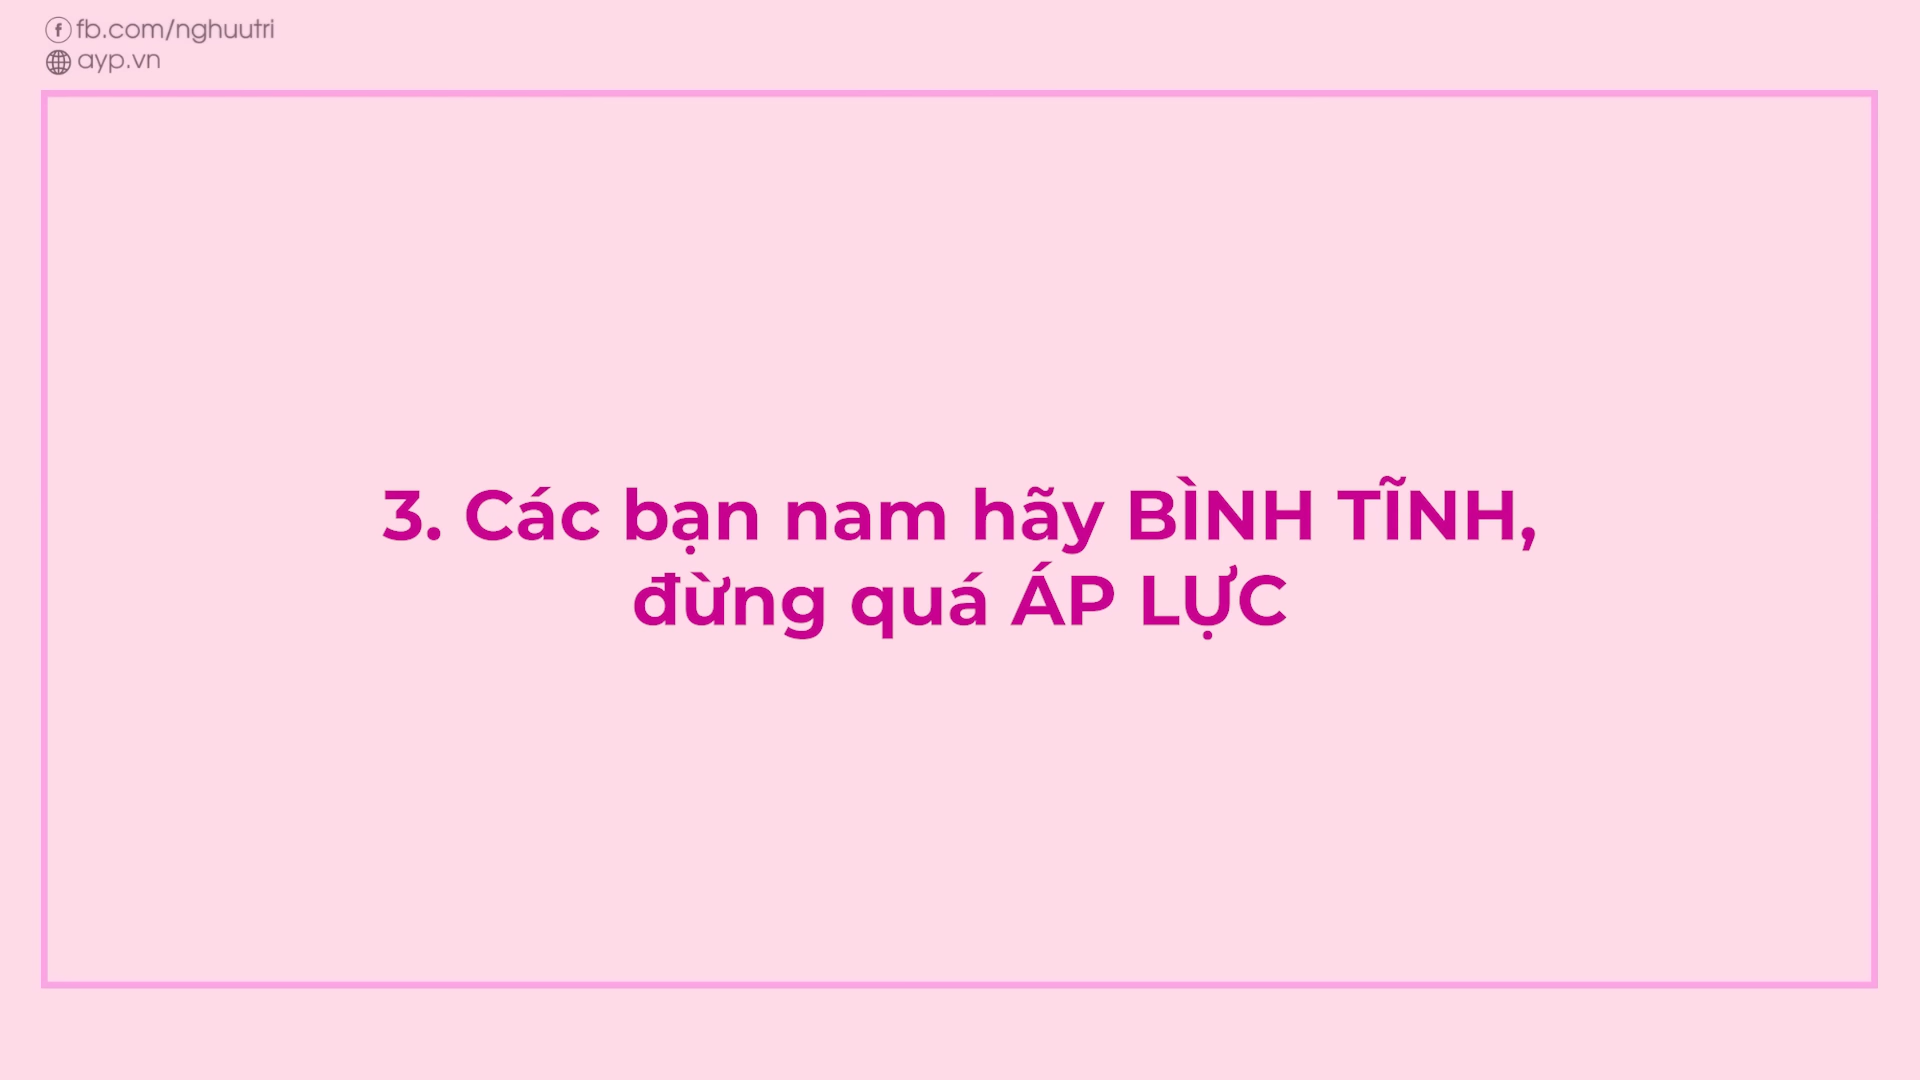 fb.com/nghuutri
ayp.vn
3. Các bạn nam hãy BÌNH TĨNH,
đừng quá ÁP LỰC